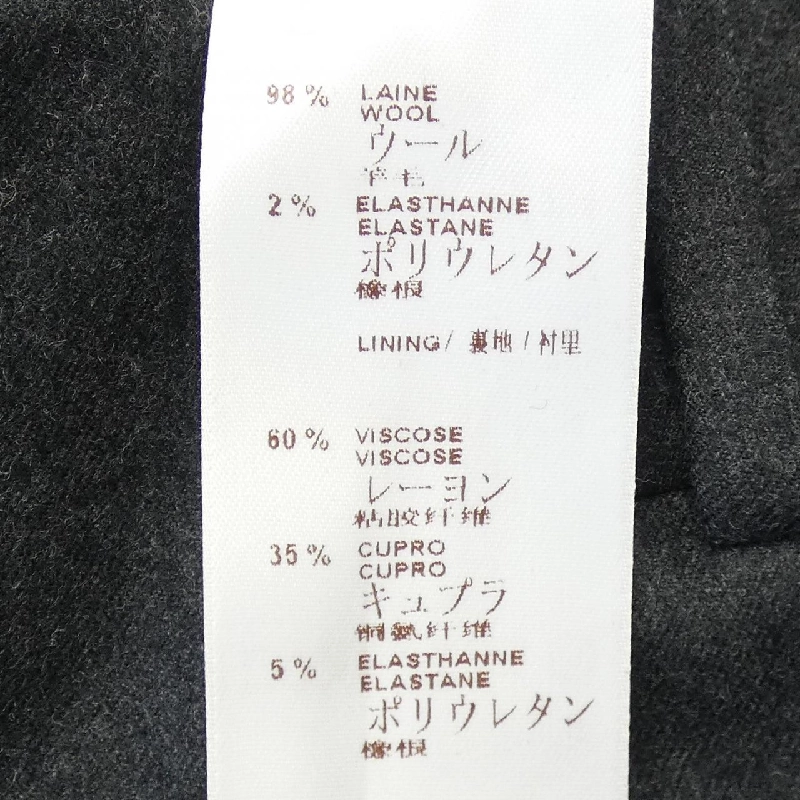 98 % LAINE
WOOL
ウール
羊毛
2 % ELASTHANNE
ELASTANE
ポリウレタン
橡根
LINING / 裏地 / 衬里
60 % VISCOSE
VISCOSE
レーヨン
粘胶纤维
35 % CUPRO
CUPRO
キュプラ
铜氨纤维
5 % ELASTHANNE
ELASTANE
ポリウレタン
橡根